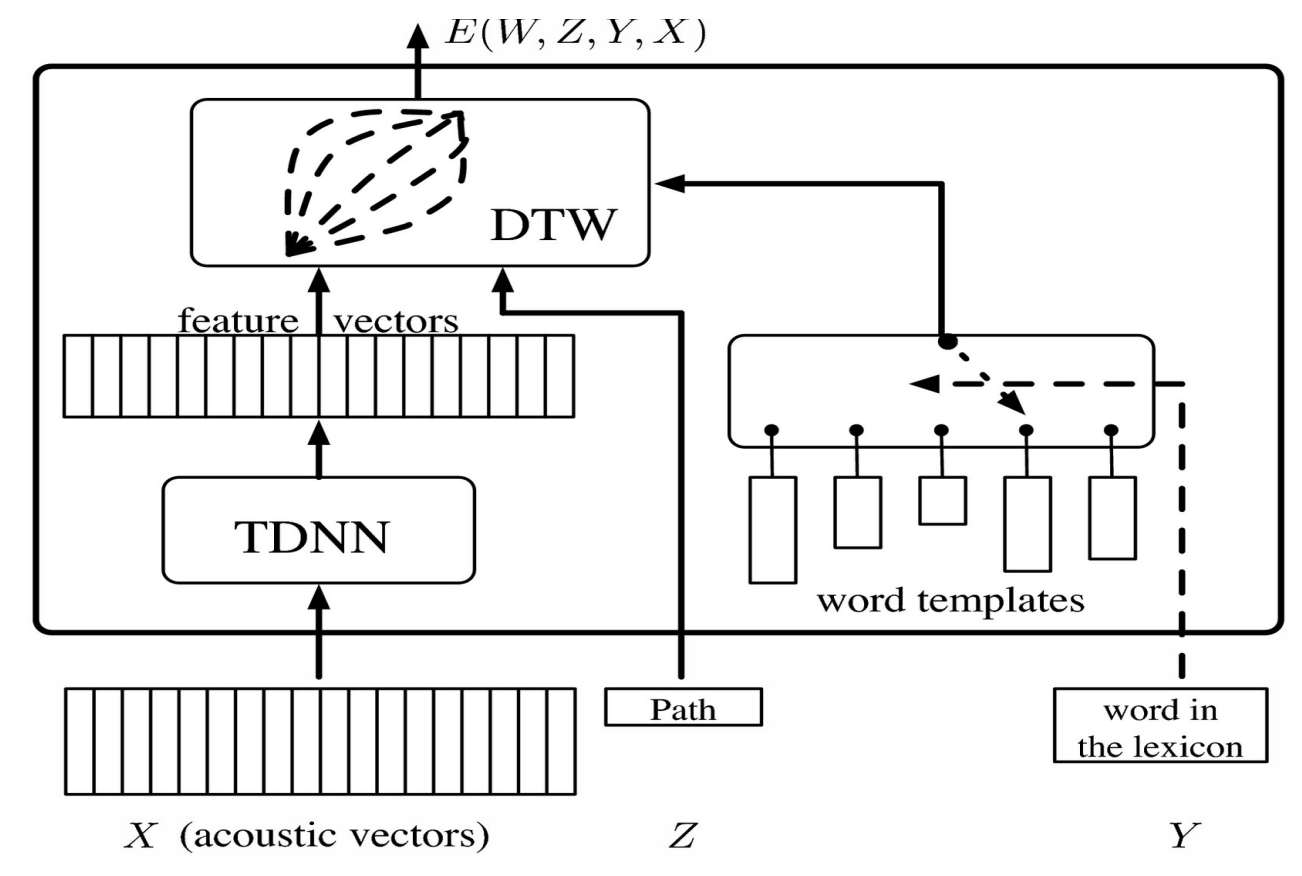 E(W, Z, Y, X)
DTW
feature vectors
TDNN
word templates
Path
word in
the lexicon
X (acoustic vectors)
Z
Y